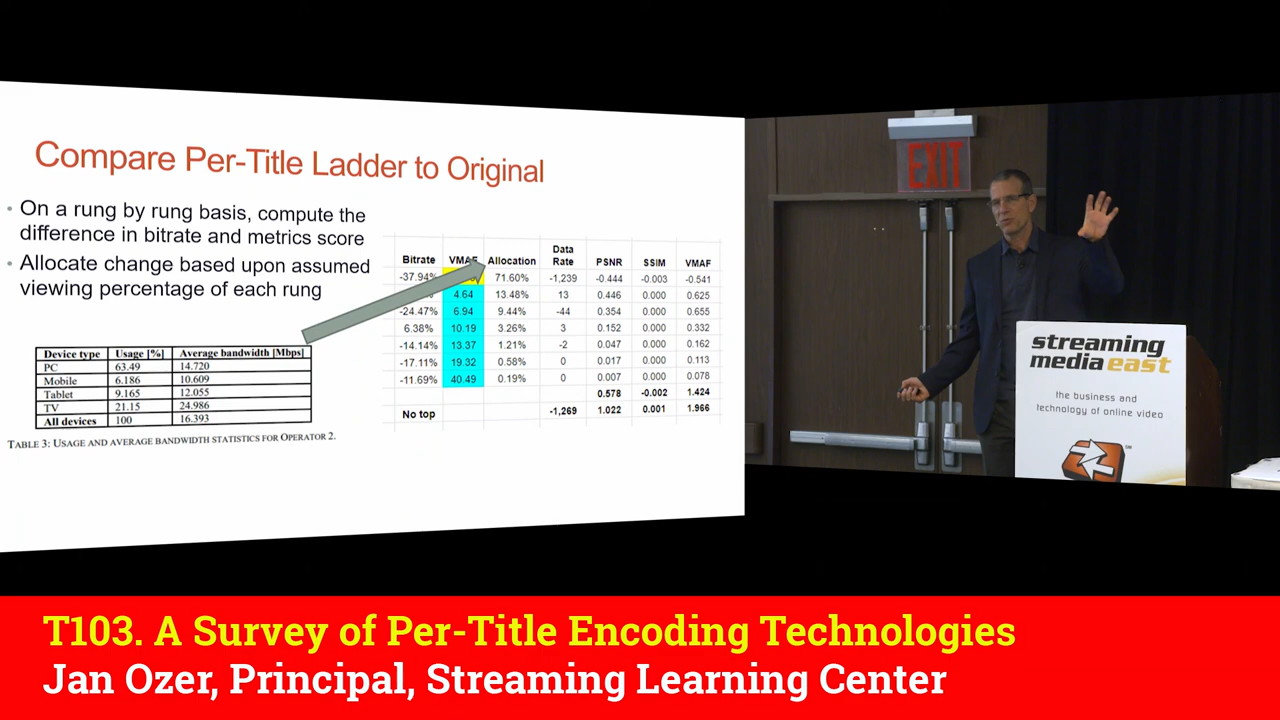 Compare Per-Title Ladder to Original
• On a rung by rung basis, compute the
difference in bitrate and metrics score
• Allocate change based upon assumed
viewing percentage of each rung
Bitrate VMAF Allocation Data Rate PSNR SSIM VMAF
-37.94% 71.60% -1,239 -0.444 -0.003 -0.541
4.64 13.48% 13 0.446 0.000 0.625
-24.47% 6.94 9.44% -44 0.354 0.000 0.655
6.38% 10.19 3.26% 3 0.152 0.000 0.332
-14.14% 13.37 1.21% -2 0.047 0.000 0.162
-17.11% 19.32 0.58% 0 0.017 0.000 0.113
-11.69% 40.49 0.19% 0 0.007 0.000 0.078
0.578 -0.002 1.424
No top -1,269 1.022 0.001 1.966
Device type Usage [%] Average bandwidth [Mbps]
PC 63.49 14.720
Mobile 6.186 10.609
Tablet 9.165 12.055
TV 21.15 24.986
All devices 100 16.393
TABLE 3: USAGE AND AVERAGE BANDWIDTH STATISTICS FOR OPERATOR 2.
EXIT
streaming
media east
the business and
technology of online video
T103. A Survey of Per-Title Encoding Technologies
Jan Ozer, Principal, Streaming Learning Center